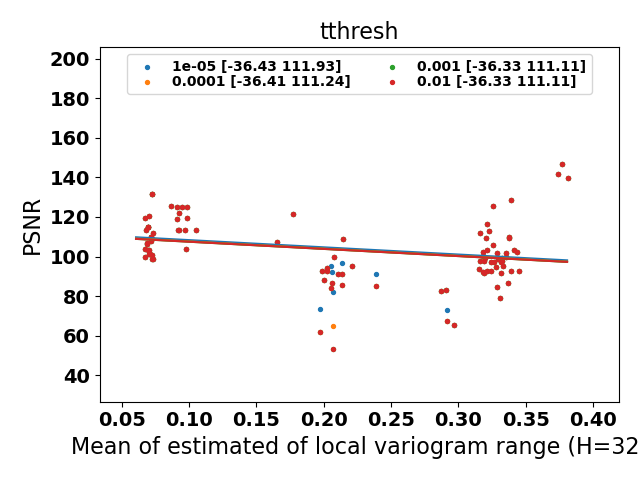 tthresh
1e-05 [-36.43 111.93]
0.0001 [-36.41 111.24]
0.001 [-36.33 111.11]
0.01 [-36.33 111.11]
PSNR
200
180
160
140
120
100
80
60
40
0.05 0.10 0.15 0.20 0.25 0.30 0.35 0.40
Mean of estimated of local variogram range (H=32